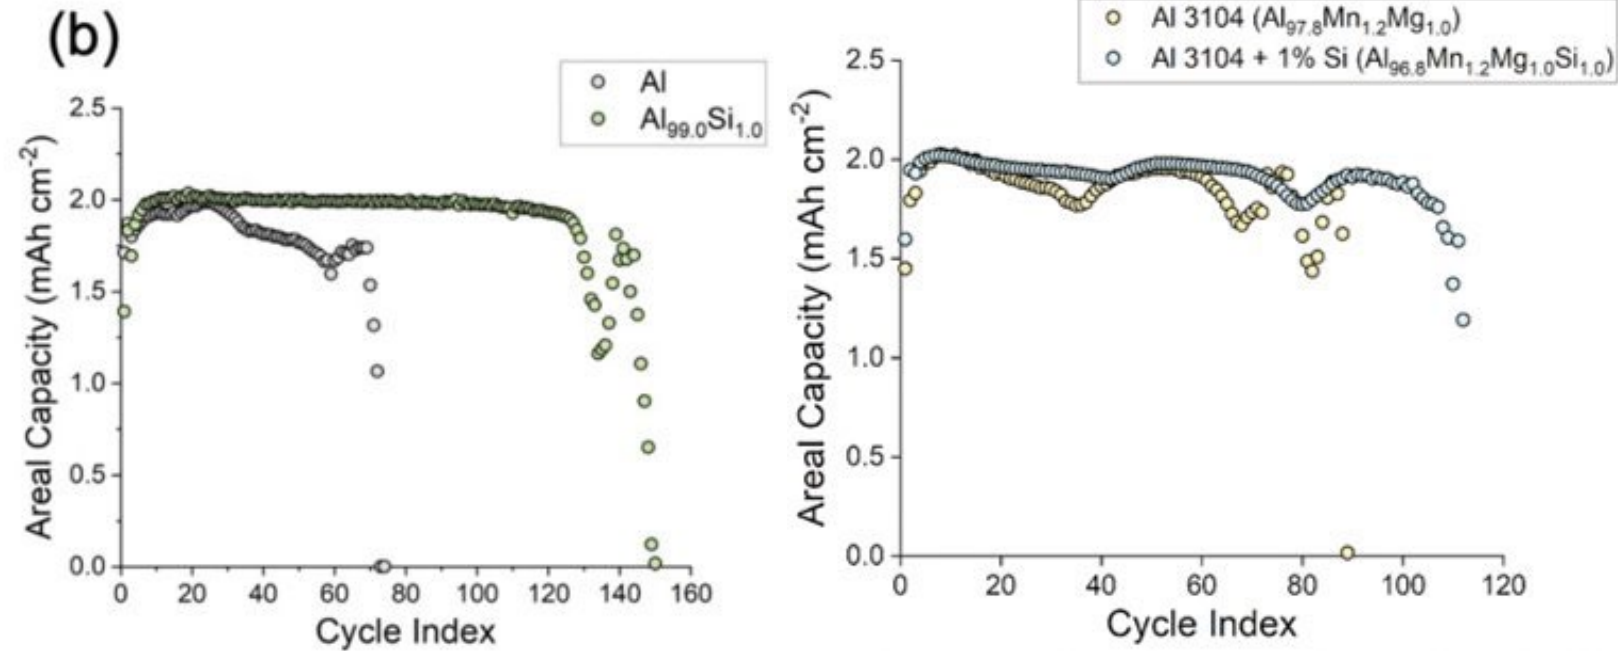 (b)
Al
Al99.0Si1.0
2.5
2.0
1.5
1.0
0.5
0.0
Areal Capacity (mAh cm-2)
0 20 40 60 80 100 120 140 160
Cycle Index
Al 3104 (Al97.8Mn1.2Mg1.0)
Al 3104 + 1% Si (Al96.8Mn1.2Mg1.0Si1.0)
2.5
2.0
1.5
1.0
0.5
0.0
Areal Capacity (mAh cm-2)
0 20 40 60 80 100 120
Cycle Index